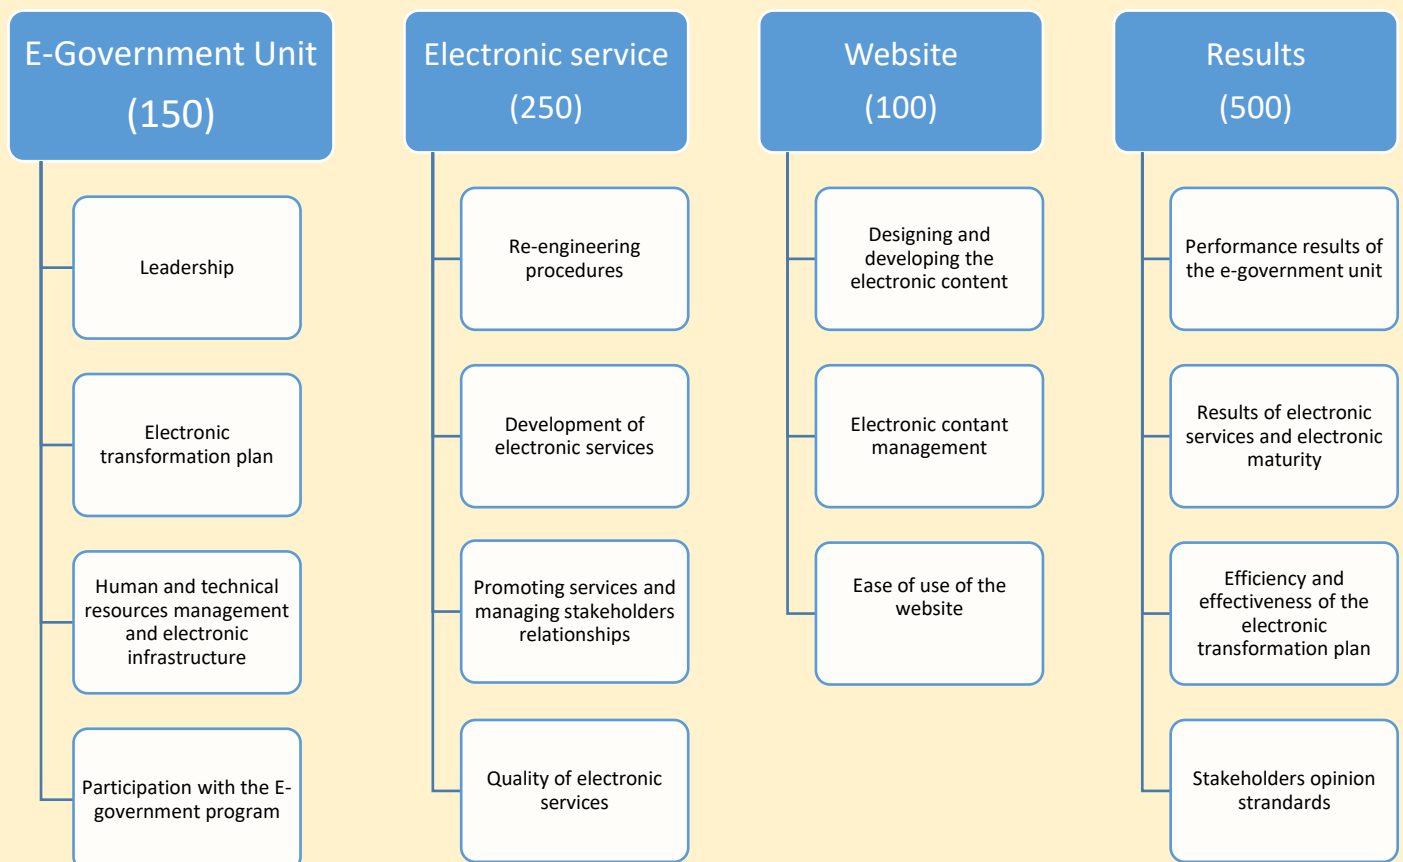 E-Government Unit
(150)
Leadership
Electronic
transformation plan
Human and technical
resources management
and electronic
infrastructure
Participation with the E-
government program
Electronic service
(250)
Re-engineering
procedures
Development of
electronic services
Promoting services and
managing stakeholders
relationships
Quality of electronic
services
Website
(100)
Designing and
developing the
electronic content
Electronic contant
management
Ease of use of the
website
Results
(500)
Performance results of
the e-government unit
Results of electronic
services and electronic
maturity
Efficiency and
effectiveness of the
electronic
transformation plan
Stakeholders opinion
strandards